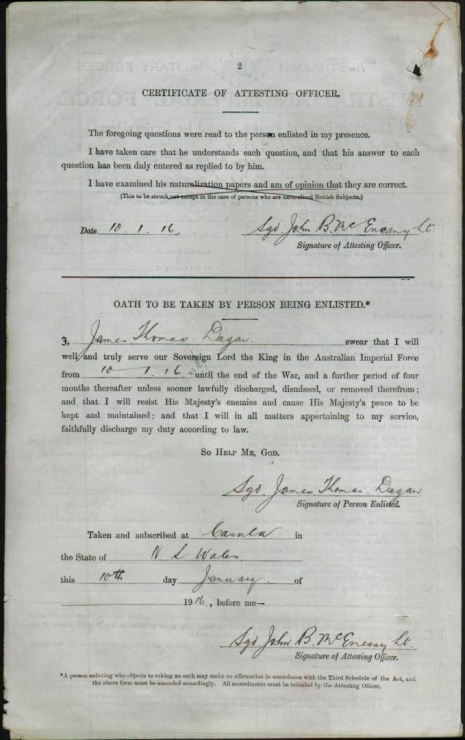 2
CERTIFICATE OF ATTESTING OFFICER.
The foregoing questions were read to the person enlisted in my presence.
I have taken care that he understands each question, and that his answer to each
question has been duly entered as replied to by him.
I have examined his naturalization papers and am of opinion that they are correct.
(This to be struck out except in the case of persons who are naturalized British Subjects.)
Date 10. 1. 16. Sgd. John B. Mc Lt.
Signature of Attesting Officer.
OATH TO BE TAKEN BY PERSON BEING ENLISTED.*
I, James Thomas swear that I will
well and truly serve our Sovereign Lord the King in the Australian Imperial Force
from 10 1. 16. until the end of the War, and a further period of four
months thereafter unless sooner lawfully discharged, dismissed, or removed therefrom;
and that I will resist His Majesty's enemies and cause His Majesty's peace to be
kept and maintained; and that I will in all matters appertaining to my service,
faithfully discharge my duty according to law.
SO HELP ME, GOD.
Sgd. James Thomas
Signature of Person Enlisted.
Taken and subscribed at Casula in
the State of N S Wales
this 10th day January of
1916, before me—
Sgd John B. Mc Lt.
Signature of Attesting Officer.
*A person enlisting who objects to taking an oath may make an affirmation in accordance with the Third Schedule of the Act, and
the above form must be amended accordingly. All amendments must be initialed by the Attesting Officer.